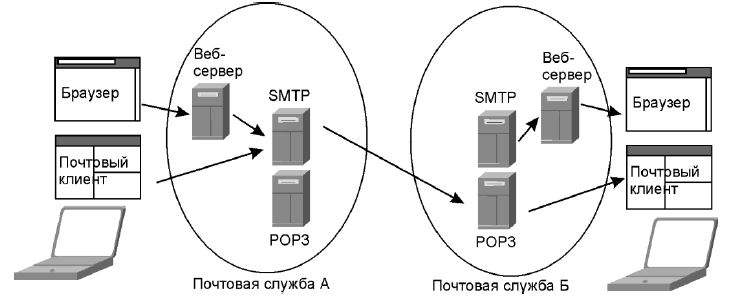 Веб-
сервер
Браузер
SMTP
Почтовый
клиент
POP3
Почтовая служба А
Веб-
сервер
SMTP
Браузер
Почтовый
клиент
POP3
Почтовая служба Б